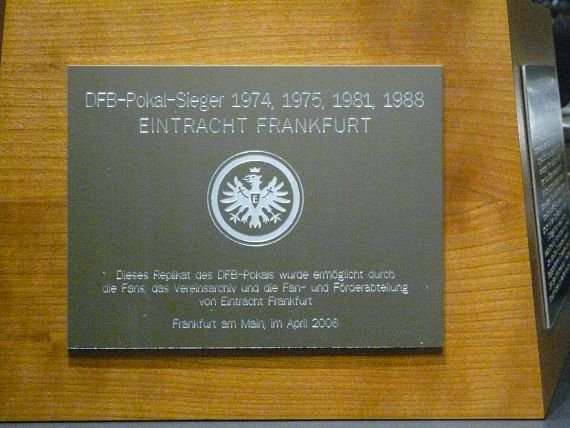 DFB-Pokal-Sieger 1974, 1975, 1981, 1988
EINTRACHT FRANKFURT
E
Dieses Replikat des DFB-Pokals wurde ermöglicht durch
die Fans, das Vereinsarchiv und die Fan- und Förderabteilung
von Eintracht Frankfurt
Frankfurt am Main, im April 2006